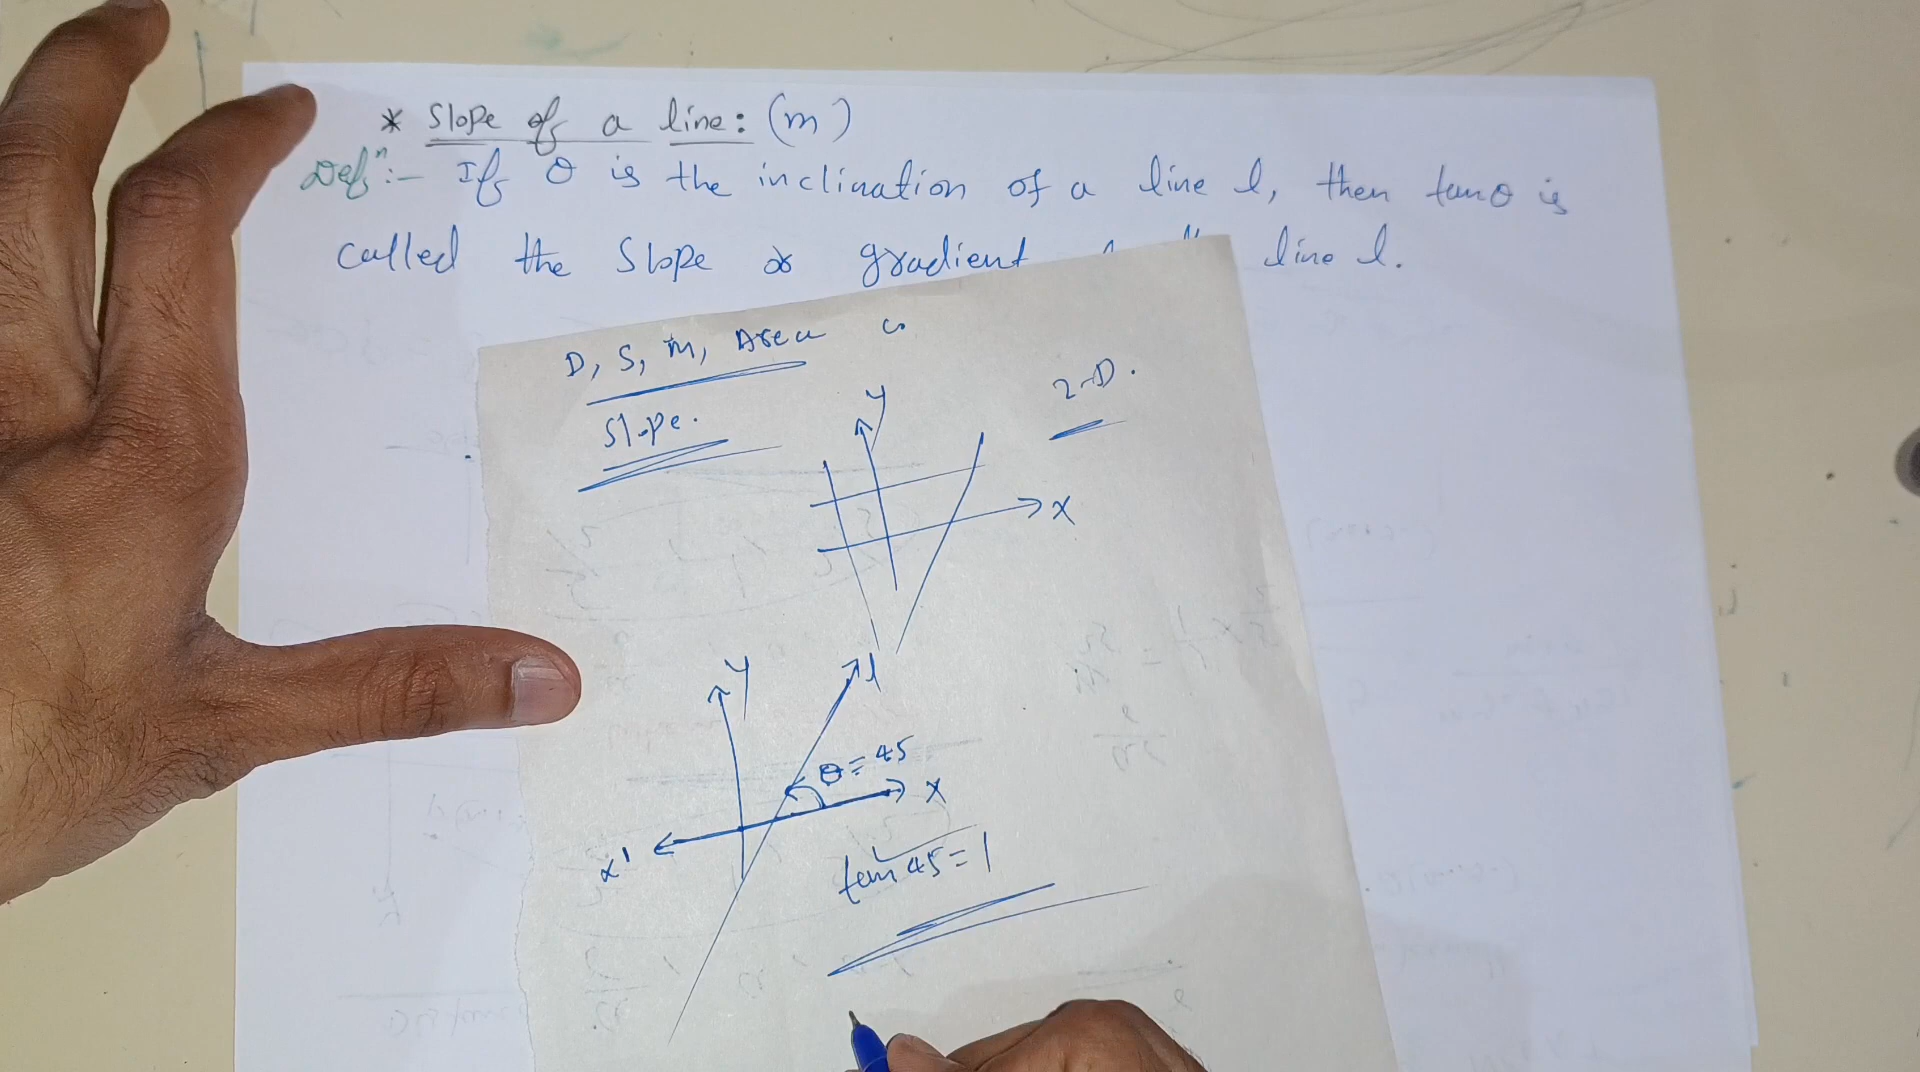 * Slope of a line: (m)
Defⁿ:- If θ is the inclination of a line l, then tanθ is
called the Slope or gradient line l.
D, S, m, Area
Slope.
2-D.
y
x
y
l
θ = 45
x
x'
tan 45 = 1